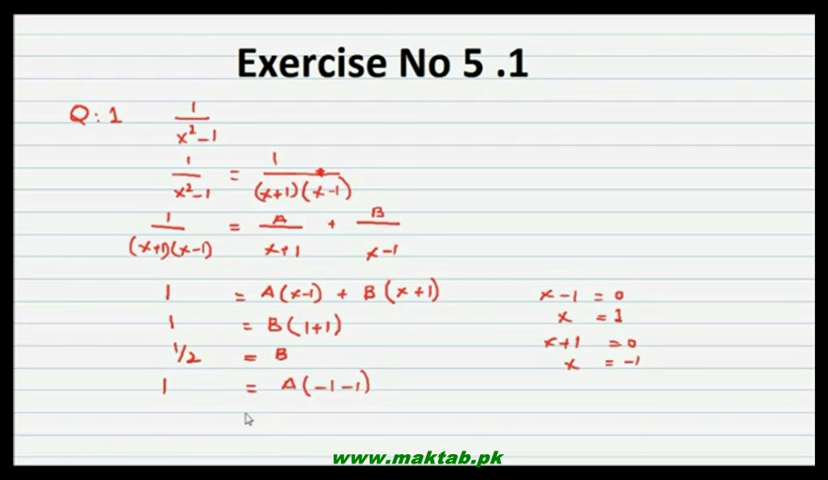 Exercise No 5 .1
Q: 1 1/(x²-1)
1/(x²-1) = 1/((x+1)(x-1))
1/((x+1)(x-1)) = A/(x+1) + B/(x-1)
1 = A(x-1) + B(x+1)
1 = B(1+1)
1/2 = B
1 = A(-1-1)
x-1 = 0
x = 1
x+1 = 0
x = -1
www.maktab.pk